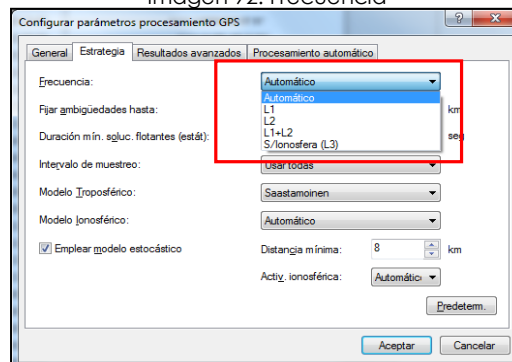 Imagen 92. Frecuencia
Configurar parámetros procesamiento GPS
General Estrategia Resultados avanzados Procesamiento automático
Frecuencia: Automático
Automático
L1
L2
L1+L2
S/Ionosfera (L3)
Fijar ambigüedades hasta: km
Duración mín. soluc. flotantes (estát): seg
Intervalo de muestreo: Usar todas
Modelo Troposférico: Saastamoinen
Modelo Ionosférico: Automático
Emplear modelo estocástico Distancia mínima: 8 km
Activ. ionosférica: Automátic
Predeterm.
Aceptar Cancelar